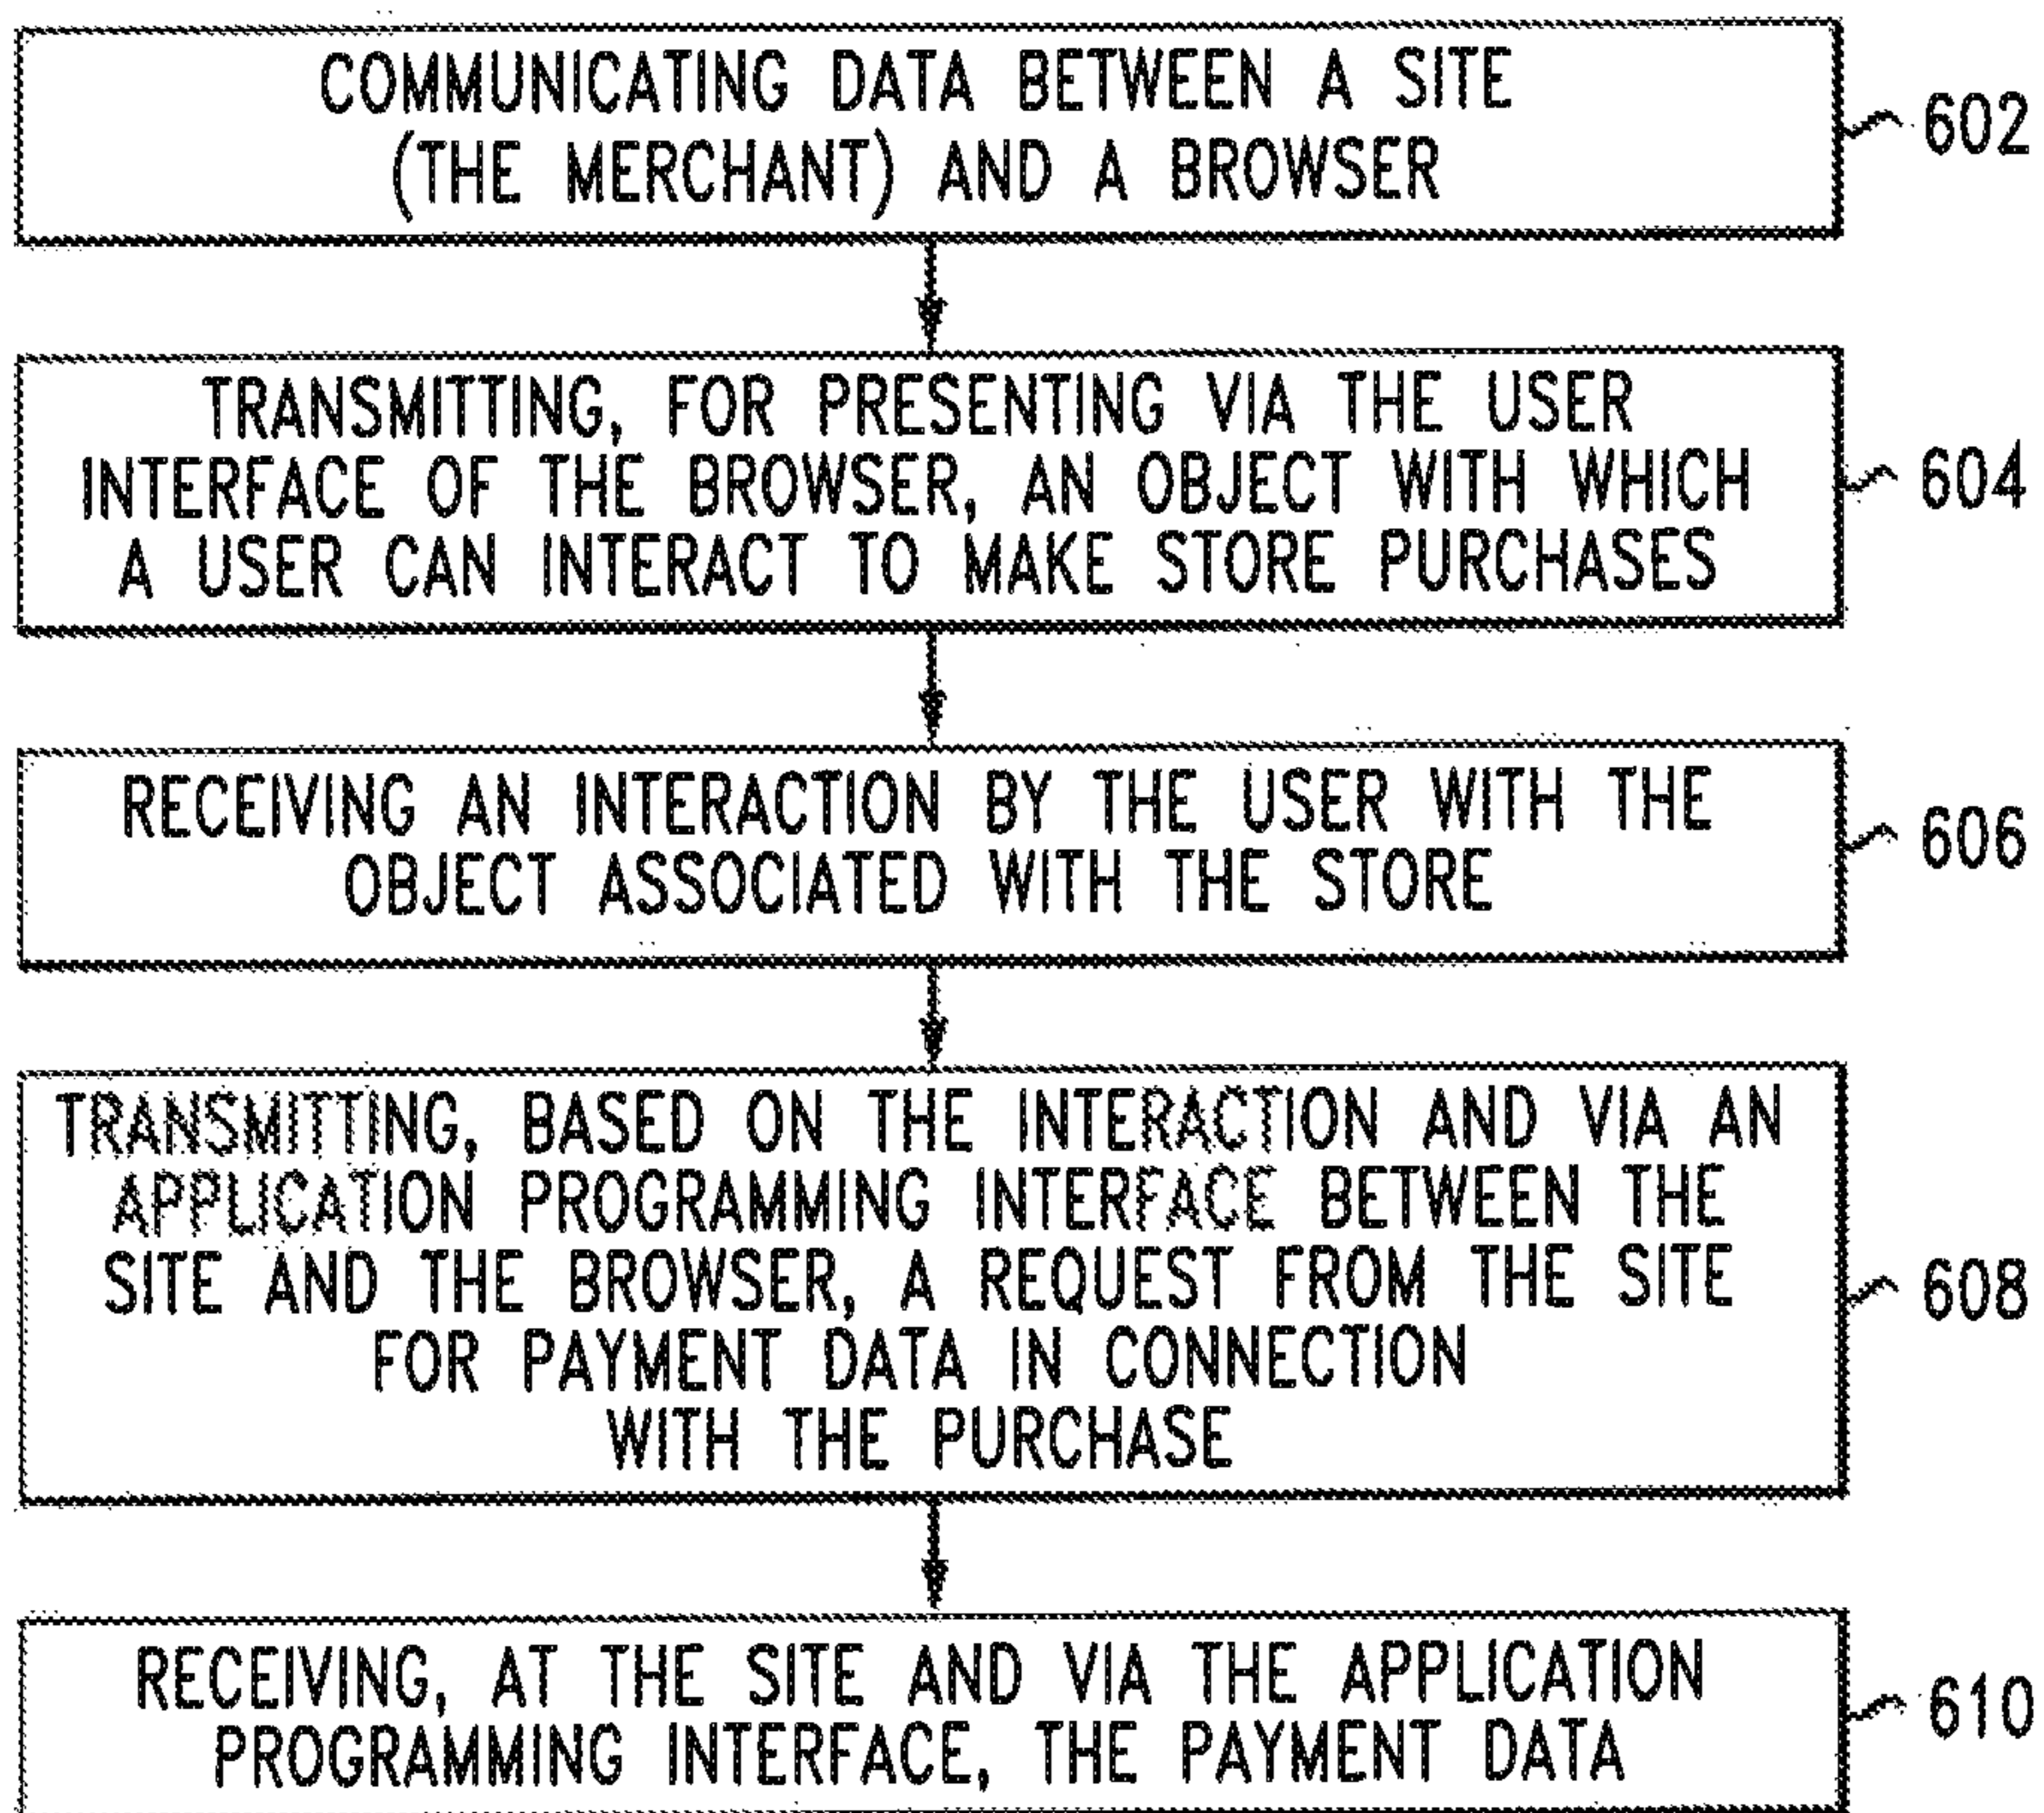 COMMUNICATING DATA BETWEEN A SITE
(THE MERCHANT) AND A BROWSER
602
TRANSMITTING, FOR PRESENTING VIA THE USER
INTERFACE OF THE BROWSER, AN OBJECT WITH WHICH
A USER CAN INTERACT TO MAKE STORE PURCHASES
604
RECEIVING AN INTERACTION BY THE USER WITH THE
OBJECT ASSOCIATED WITH THE STORE
606
TRANSMITTING, BASED ON THE INTERACTION AND VIA AN
APPLICATION PROGRAMMING INTERFACE BETWEEN THE
SITE AND THE BROWSER, A REQUEST FROM THE SITE
FOR PAYMENT DATA IN CONNECTION
WITH THE PURCHASE
608
RECEIVING, AT THE SITE AND VIA THE APPLICATION
PROGRAMMING INTERFACE, THE PAYMENT DATA
610